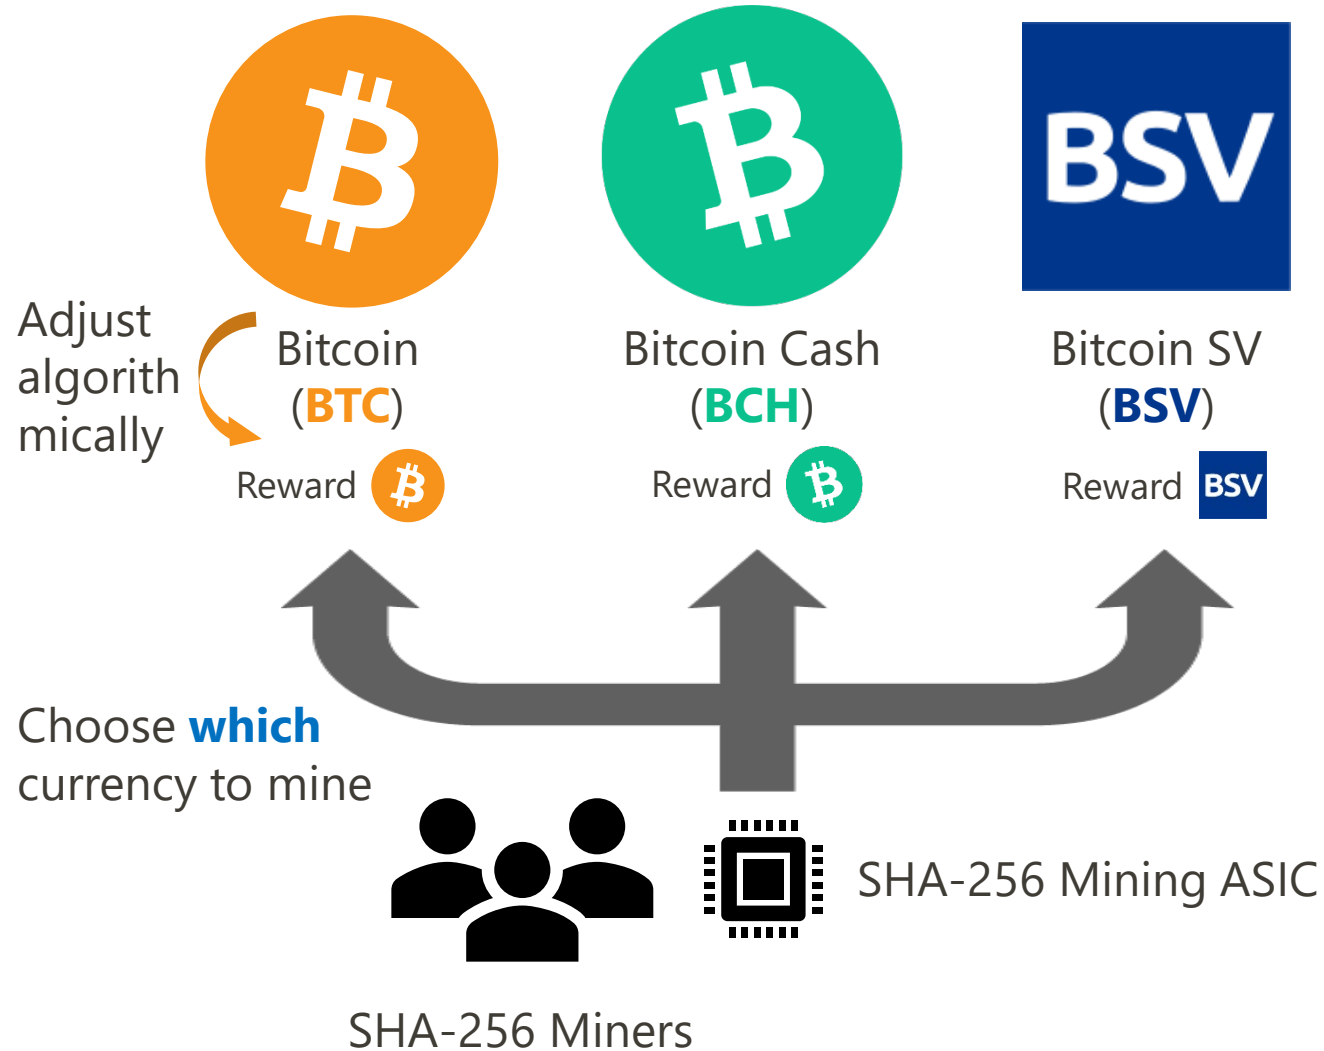 BSV
Adjust
algorith
mically
Bitcoin
(BTC)
Reward
Bitcoin Cash
(BCH)
Reward
Bitcoin SV
(BSV)
Reward BSV
Choose which
currency to mine
SHA-256 Mining ASIC
SHA-256 Miners